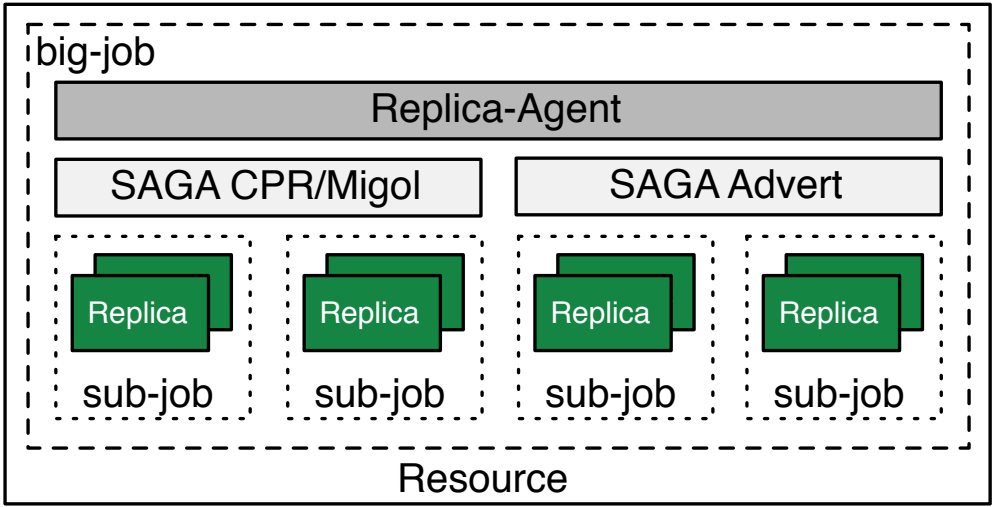 big-job
Replica-Agent
SAGA CPR/Migol
SAGA Advert
Replica
Replica
Replica
Replica
sub-job
sub-job
sub-job
sub-job
Resource